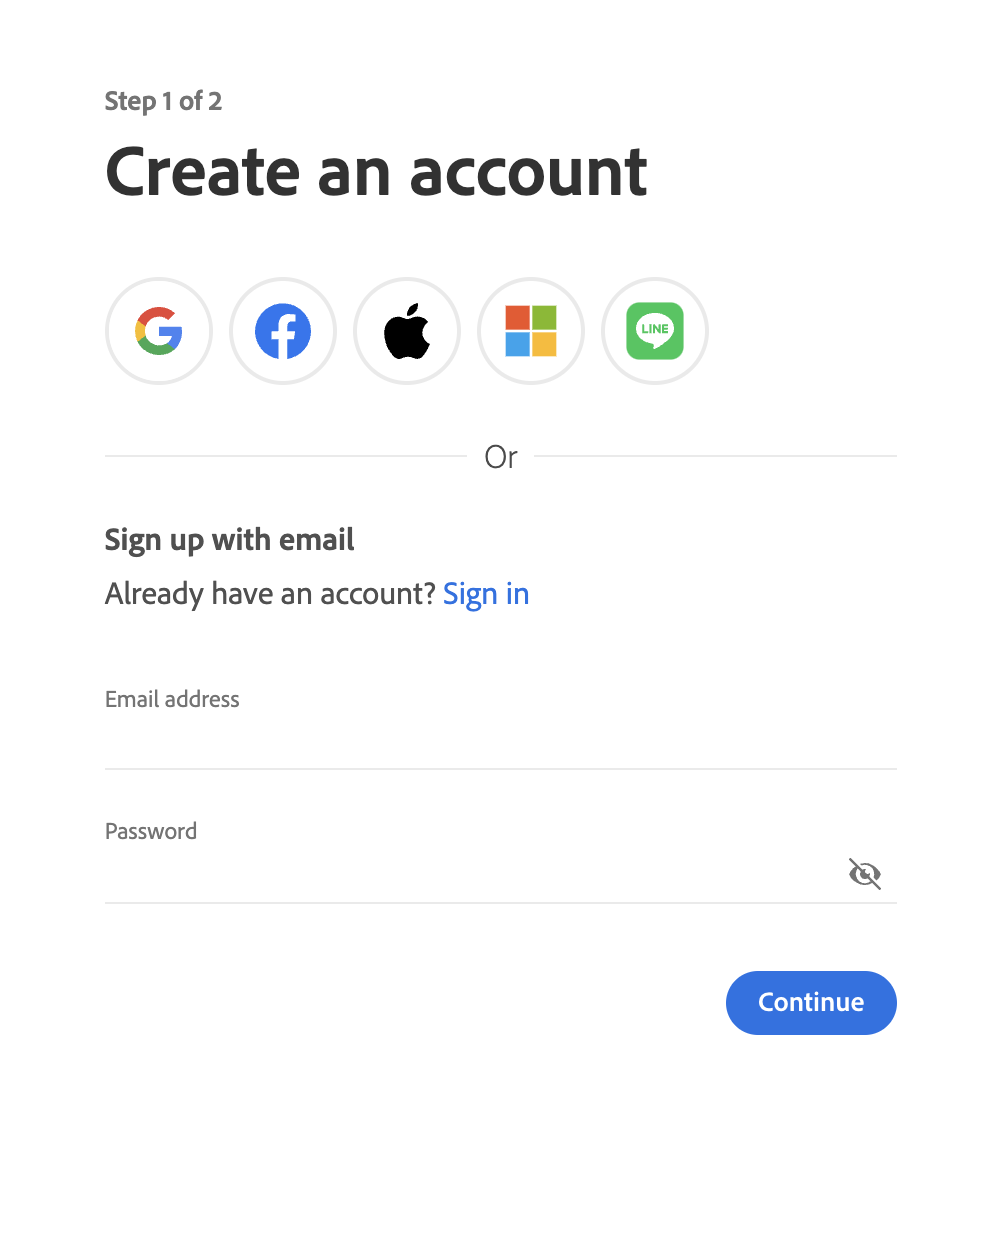 Step 1 of 2
Create an account
LINE
Or
Sign up with email
Already have an account? Sign in
Email address
Password
Continue